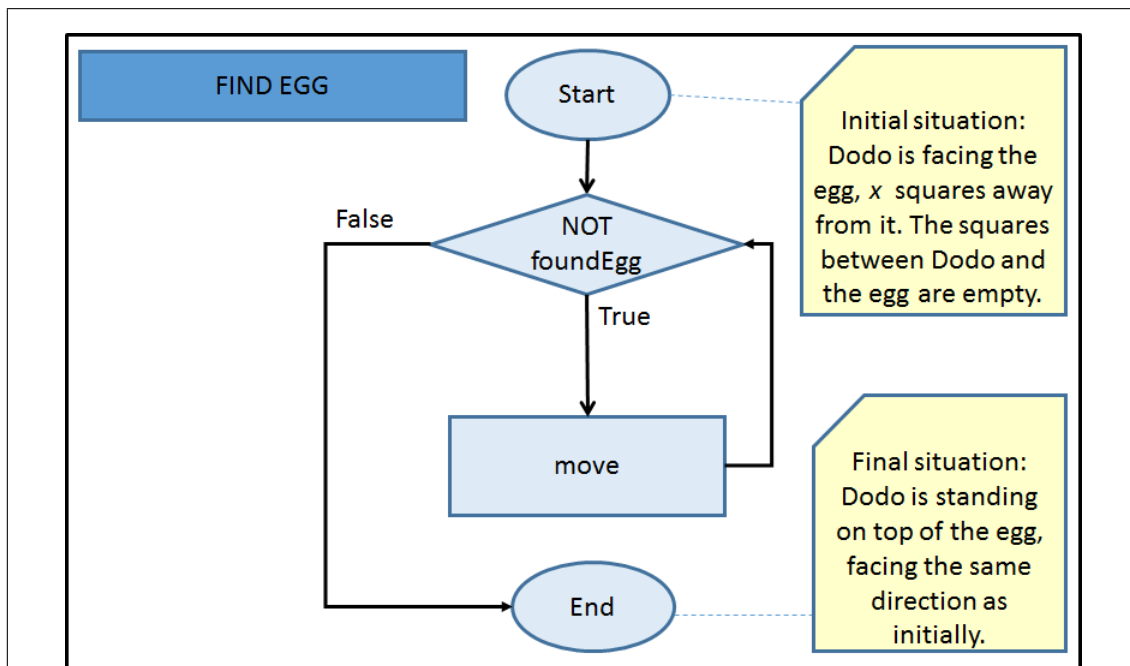 FIND EGG
Start
Initial situation:
Dodo is facing the
egg, x squares away
from it. The squares
between Dodo and
the egg are empty.
False
NOT
foundEgg
True
move
Final situation:
Dodo is standing
on top of the egg,
facing the same
direction as
initially.
End